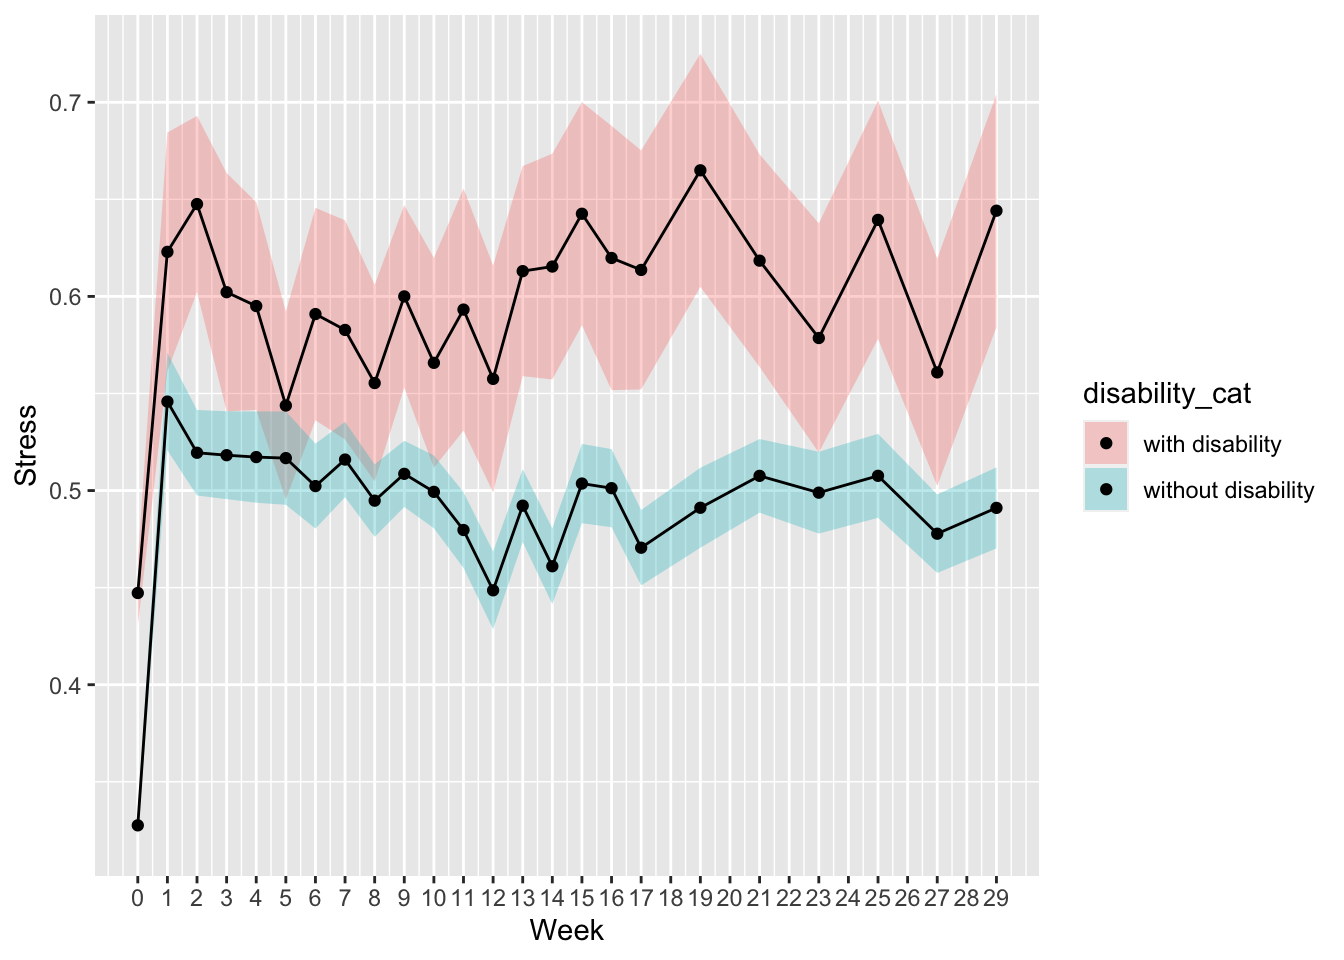 0.7
0.6
0.5
0.4
Stress
0 1 2 3 4 5 6 7 8 9 10 11 12 13 14 15 16 17 18 19 20 21 22 23 24 25 26 27 28 29
Week
disability_cat
with disability
without disability